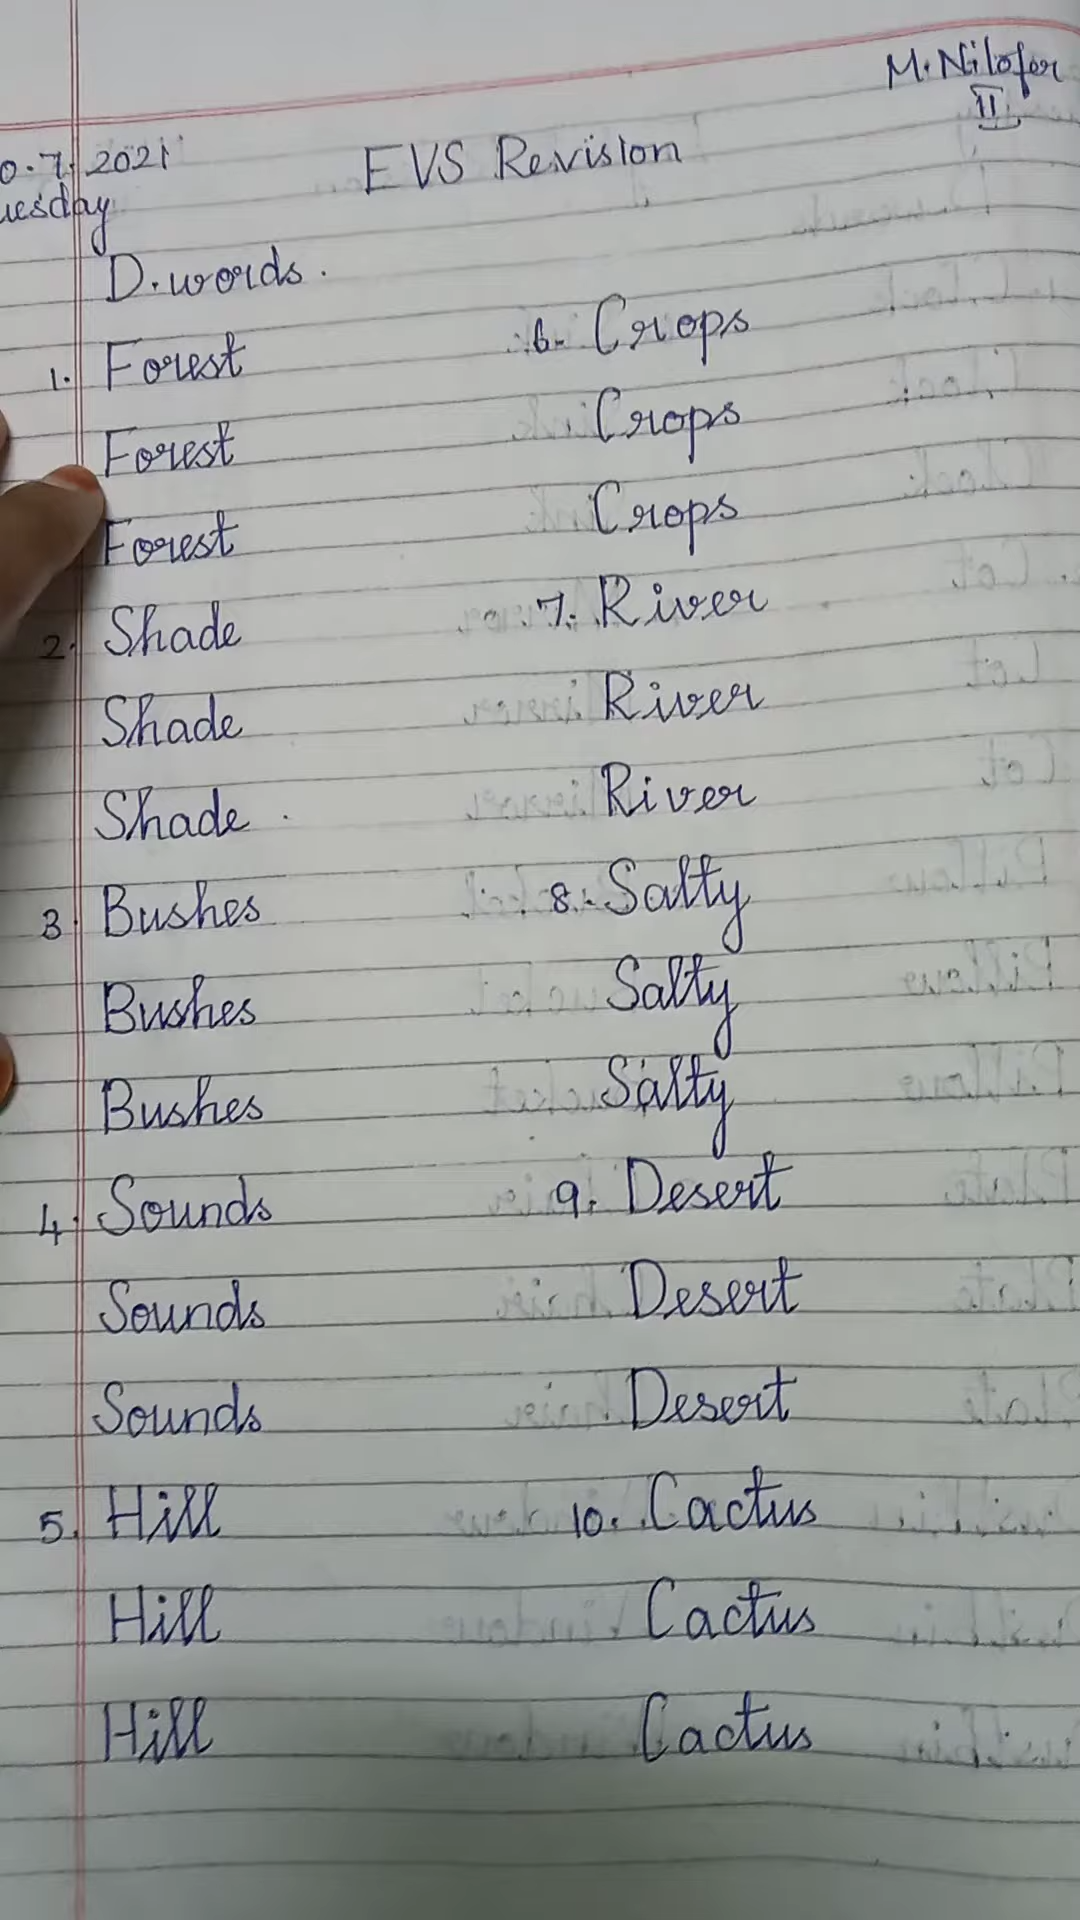 M. Nilofer
II
0.7.2021
uesday
EVS Revision
D. words.
1. Forest
Forest
Forest
2. Shade
Shade
Shade
3. Bushes
Bushes
Bushes
4. Sounds
Sounds
Sounds
5. Hill
Hill
Hill
6. Crops
Crops
Crops
7. River
River
River
8. Salty
Salty
Salty
9. Desert
Desert
Desert
10. Cactus
Cactus
Cactus